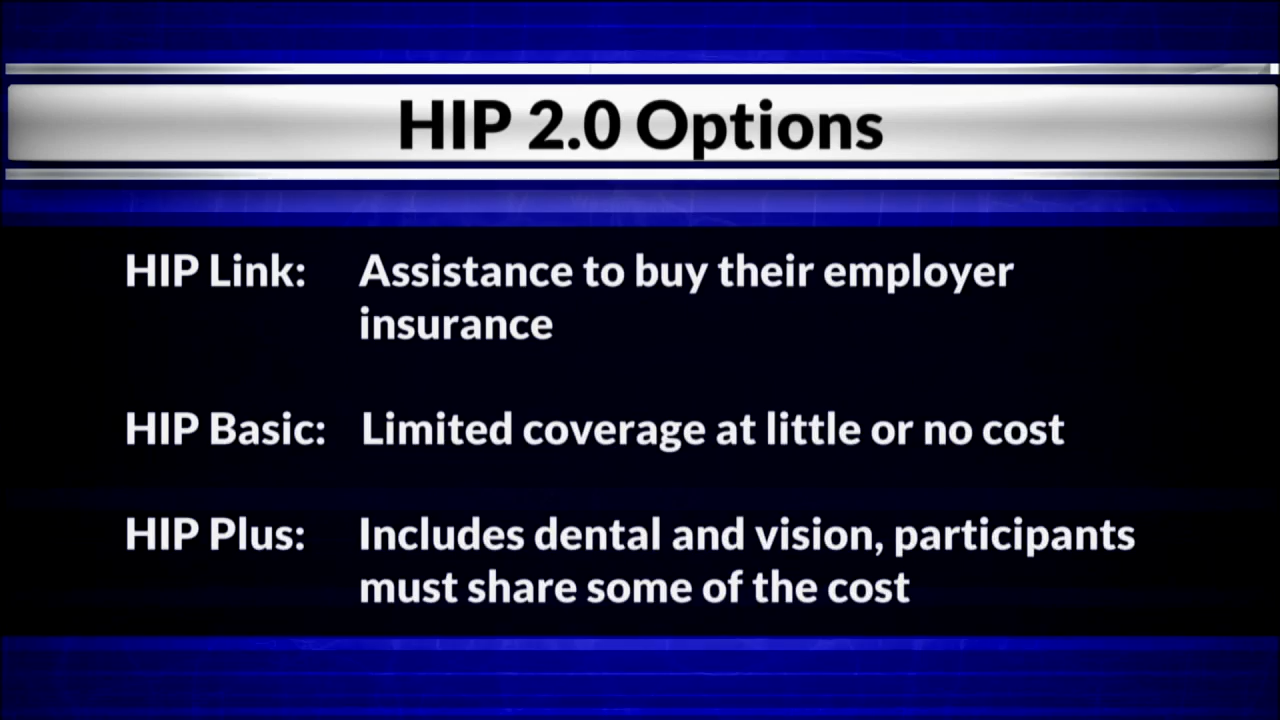 HIP 2.0 Options
HIP Link: Assistance to buy their employer
insurance
HIP Basic: Limited coverage at little or no cost
HIP Plus: Includes dental and vision, participants
must share some of the cost